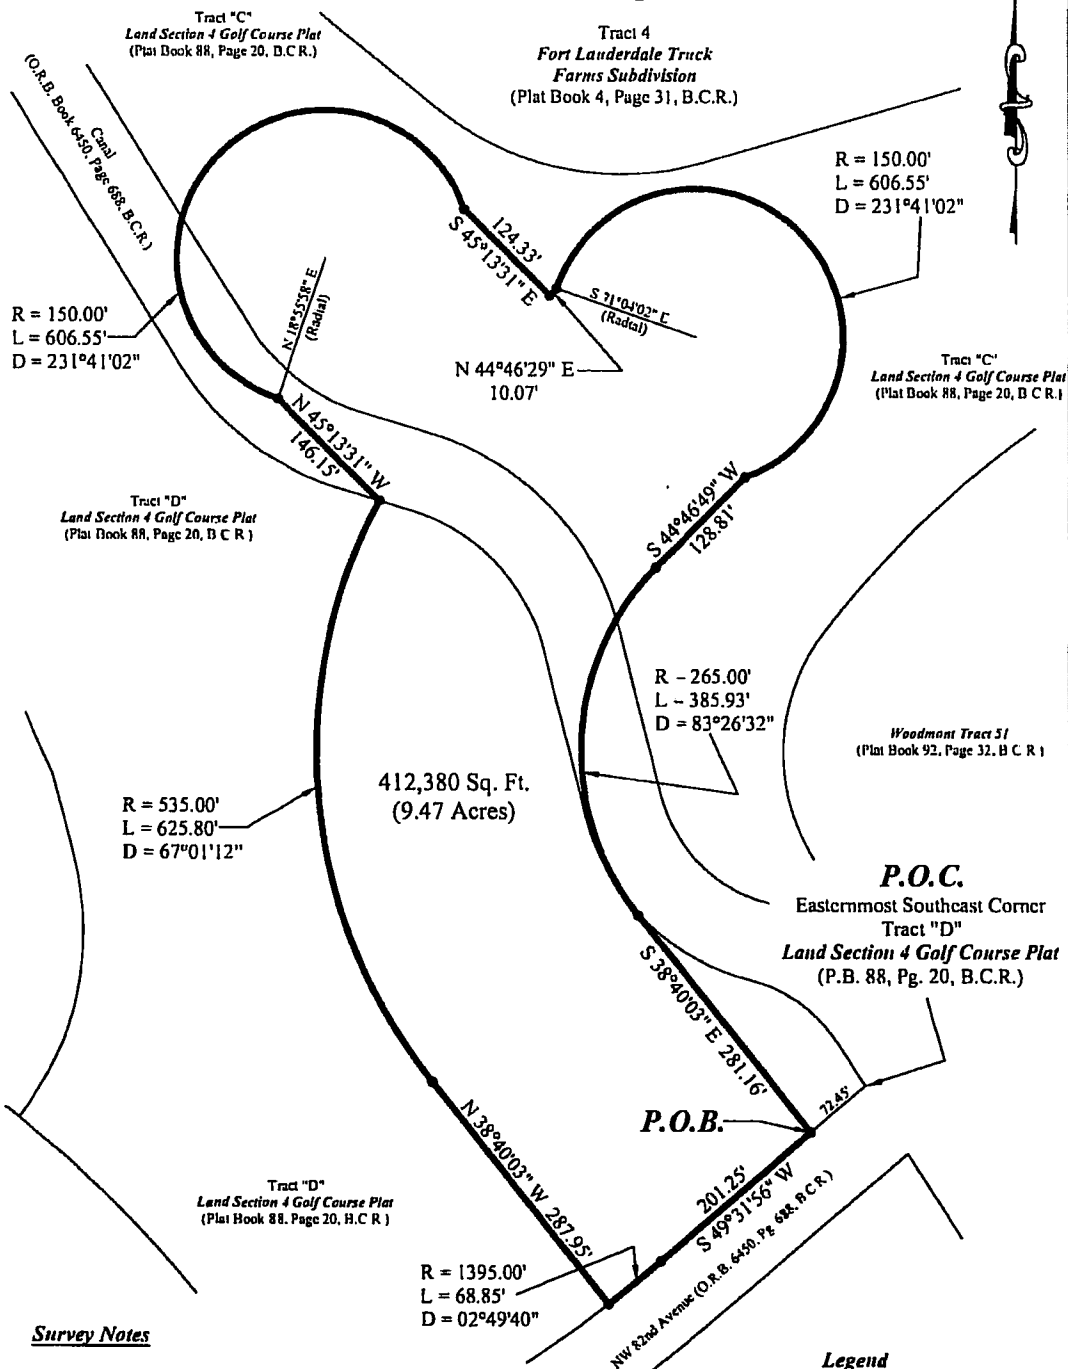 Tract "C"
Land Section 4 Golf Course Plat
(Plat Book 88, Page 20, B.C.R.)
Tract 4
Fort Lauderdale Truck
Farms Subdivision
(Plat Book 4, Page 31, B.C.R.)
Canal
(O.R.B. Book 6450, Page 688, B.C.R.)
R = 150.00'
L = 606.55'
D = 231°41'02"
124.33'
S 45°13'31" E
N 18°55'58" E
(Radial)
S 71°04'02" E
(Radial)
R = 150.00'
L = 606.55'
D = 231°41'02"
N 44°46'29" E
10.07'
Tract "C"
Land Section 4 Golf Course Plat
(Plat Book 88, Page 20, B C R.)
N 45°13'31" W
146.15'
Tract "D"
Land Section 4 Golf Course Plat
(Plat Book 88, Page 20, B C R )
S 44°46'49" W
128.81'
R - 265.00'
L - 385.93'
D = 83°26'32"
Woodmont Tract 51
(Plat Book 92, Page 32, B C R )
412,380 Sq. Ft.
(9.47 Acres)
R = 535.00'
L = 625.80'
D = 67°01'12"
P.O.C.
Easternmost Southeast Corner
Tract "D"
Land Section 4 Golf Course Plat
(P.B. 88, Pg. 20, B.C.R.)
S 38°40'03" E 281.16'
72.45'
P.O.B.
N 38°40'03" W 287.95'
201.25'
S 49°31'56" W
NW 82nd Avenue (O.R.B. 6450, Pg 688, B.C.R.)
Tract "D"
Land Section 4 Golf Course Plat
(Plat Book 88, Page 20, B.C R )
R = 1395.00'
L = 68.85'
D = 02°49'40"
Survey Notes
Legend